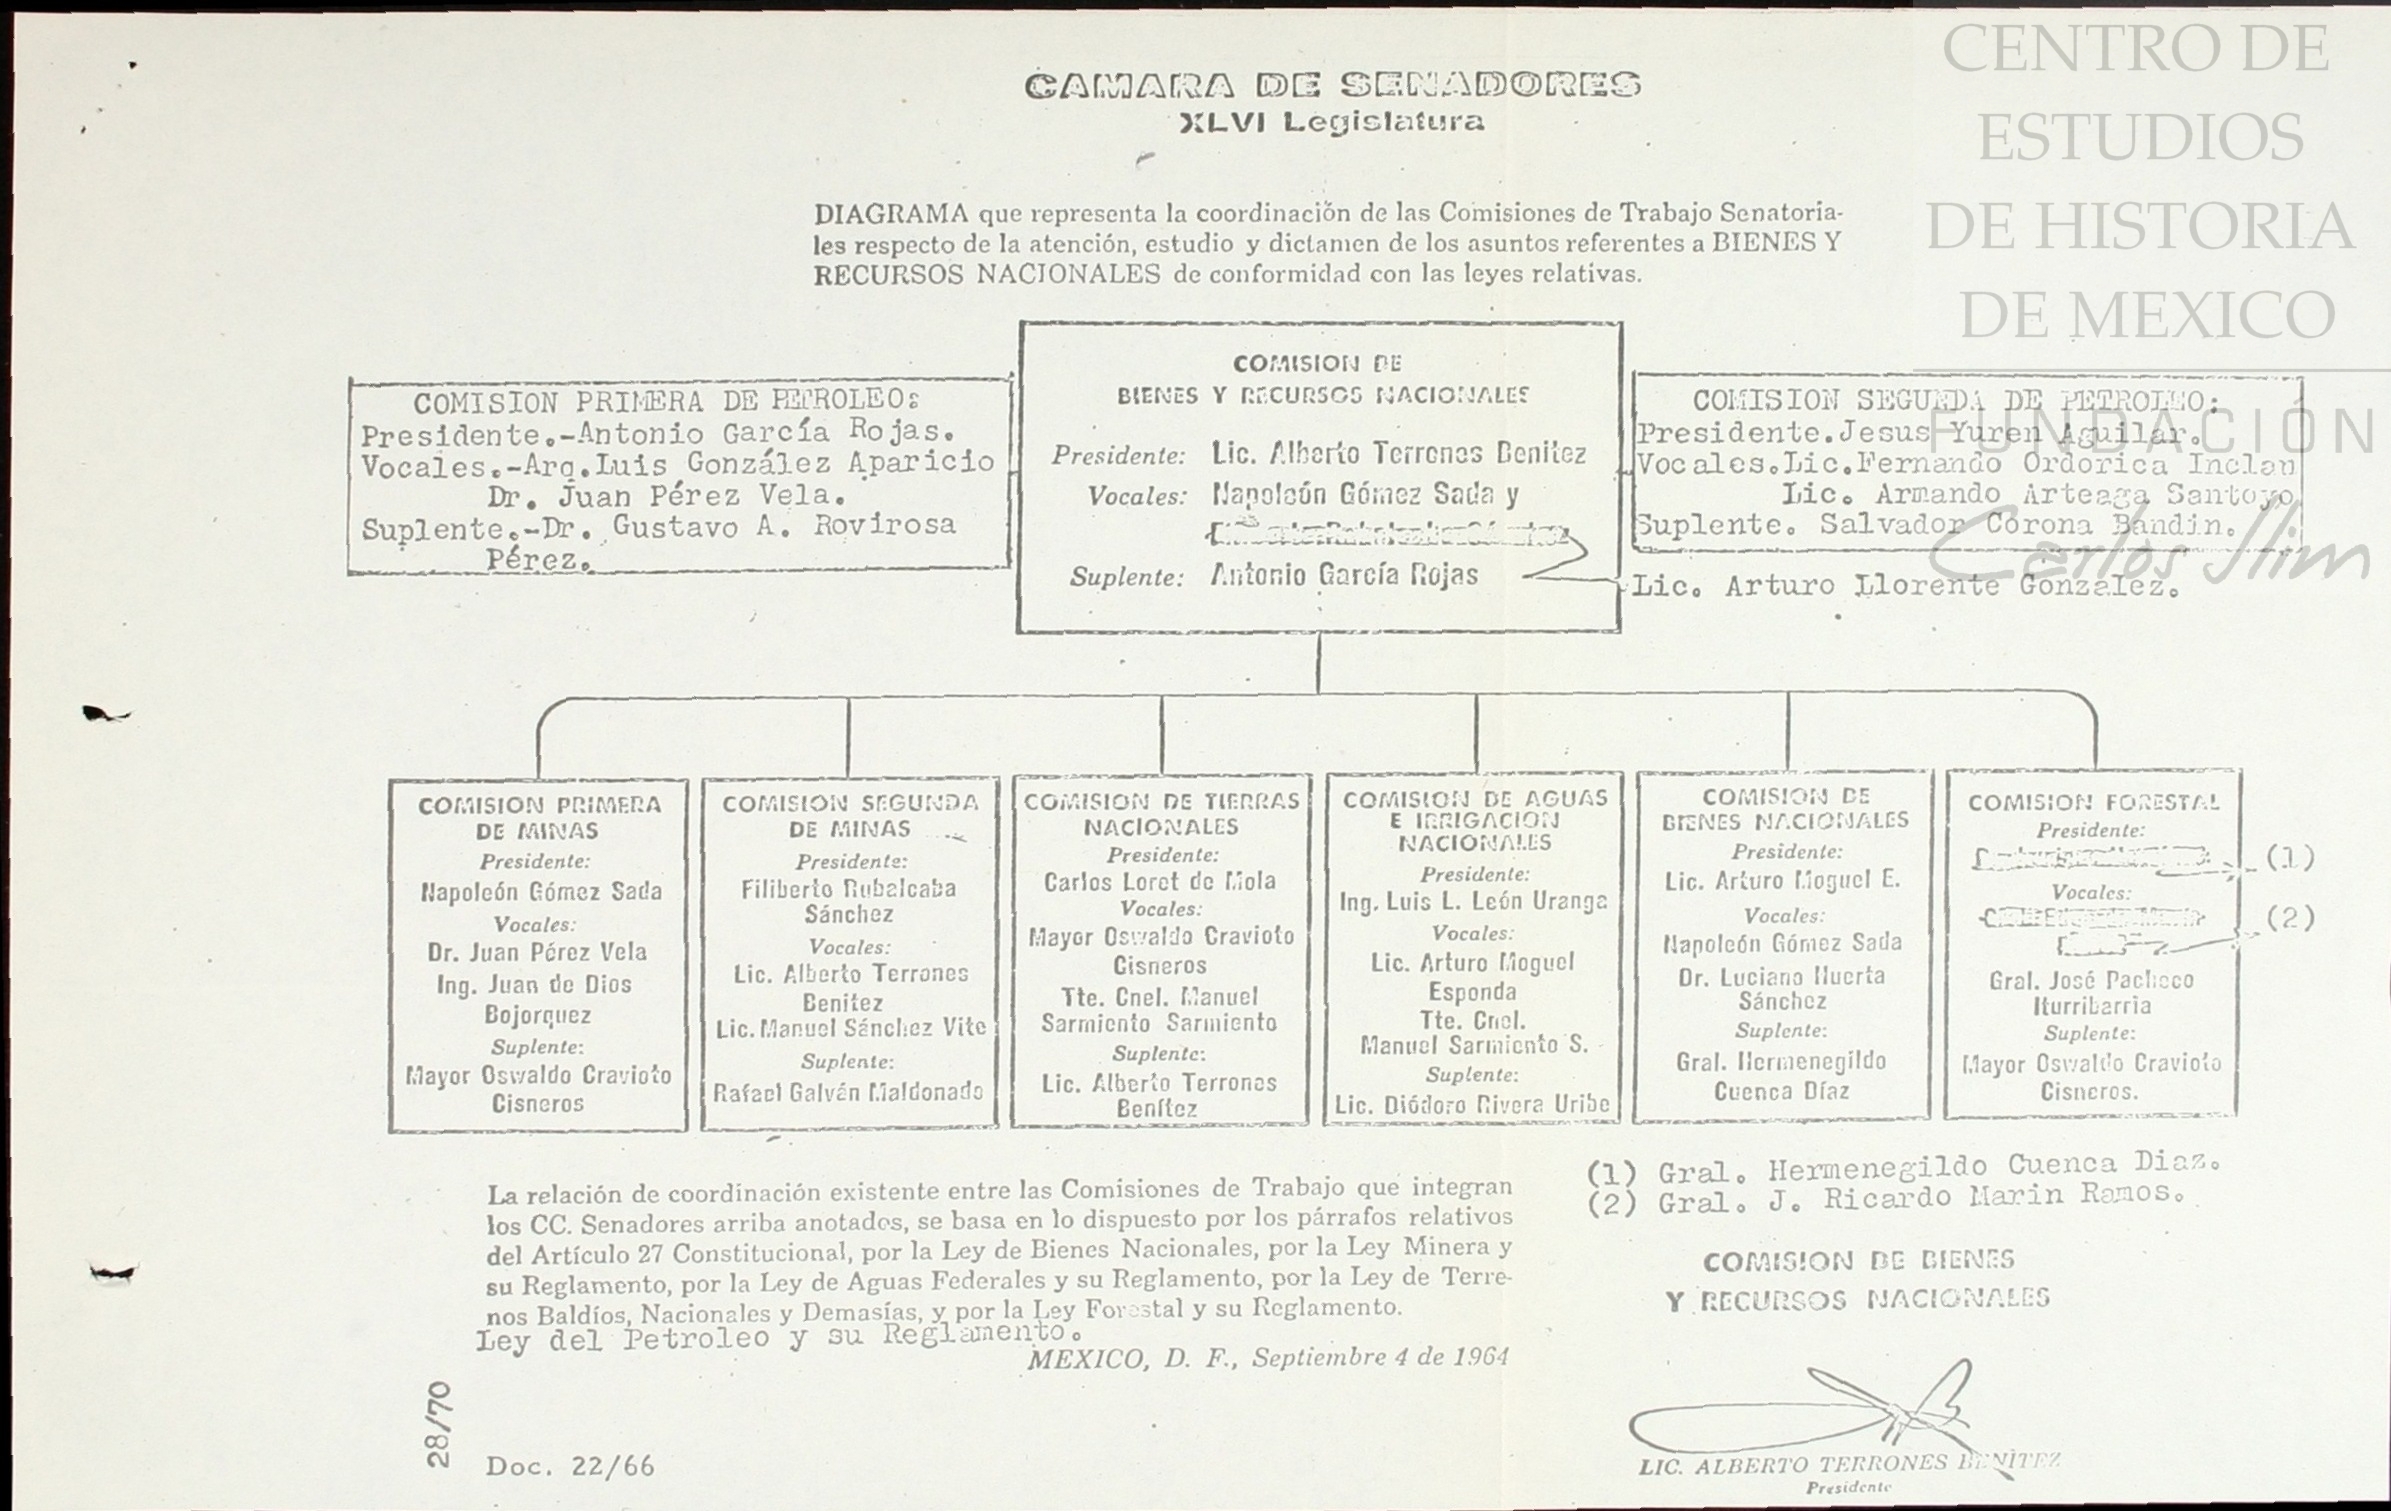 CENTRO DE
ESTUDIOS
DE HISTORIA
DE MEXICO
FUNDACIÓN
Carlos Slim
CAMARA DE SENADORES
XLVI Legislatura
DIAGRAMA que representa la coordinación de las Comisiones de Trabajo Senatoria-
les respecto de la atención, estudio y dictamen de los asuntos referentes a BIENES Y
RECURSOS NACIONALES de conformidad con las leyes relativas.
COMISION PRIMERA DE PETROLEO:
Presidente.-Antonio García Rojas.
Vocales.-Arq.Luis González Aparicio
Dr. Juan Pérez Vela.
Suplente.-Dr. Gustavo A. Rovirosa
Pérez.
COMISION DE
BIENES Y RECURSOS NACIONALES
Presidente: Lic. Alberto Terrones Benitez
Vocales: Napoleón Gómez Sada y
Suplente: Antonio García Rojas
COMISION SEGUNDA DE PETROLEO:
Presidente.Jesus Yuren Aguilar.
Vocales.Lic.Fernando Ordorica Inclan
Lic. Armando Arteaga Santoyo
Suplente. Salvador Corona Bandin.
Lic. Arturo Llorente Gonzalez.
COMISION PRIMERA
DE MINAS
Presidente:
Napoleón Gómez Sada
Vocales:
Dr. Juan Pérez Vela
Ing. Juan de Dios
Bojorquez
Suplente:
Mayor Oswaldo Cravioto
Cisneros
COMISION SEGUNDA
DE MINAS
Presidente:
Filiberto Rubalcaba
Sánchez
Vocales:
Lic. Alberto Terrones
Benitez
Lic. Manuel Sánchez Vite
Suplente:
Rafael Galván Maldonado
COMISION DE TIERRAS
NACIONALES
Presidente:
Carlos Loret de Mola
Vocales:
Mayor Oswaldo Cravioto
Cisneros
Tte. Cnel. Manuel
Sarmiento Sarmiento
Suplente:
Lic. Alberto Terrones
Benítez
COMISION DE AGUAS
E IRRIGACION
NACIONALES
Presidente:
Ing. Luis L. León Uranga
Vocales:
Lic. Arturo Moguel
Esponda
Tte. Cnel.
Manuel Sarmiento S.
Suplente:
Lic. Diódoro Rivera Uribe
COMISION DE
BIENES NACIONALES
Presidente:
Lic. Arturo Moguel E.
Vocales:
Napoleón Gómez Sada
Dr. Luciano Huerta
Sánchez
Suplente:
Gral. Hermenegildo
Cuenca Díaz
COMISION FORESTAL
Presidente:
(1)
Vocales:
(2)
Gral. José Pacheco
Iturribarria
Suplente:
Mayor Oswaldo Cravioto
Cisneros.
(1) Gral. Hermenegildo Cuenca Diaz.
(2) Gral. J. Ricardo Marin Ramos.
La relación de coordinación existente entre las Comisiones de Trabajo que integran
los CC. Senadores arriba anotados, se basa en lo dispuesto por los párrafos relativos
del Artículo 27 Constitucional, por la Ley de Bienes Nacionales, por la Ley Minera y
su Reglamento, por la Ley de Aguas Federales y su Reglamento, por la Ley de Terre-
nos Baldíos, Nacionales y Demasías, y por la Ley Forestal y su Reglamento.
Ley del Petroleo y su Reglamento.
MEXICO, D. F., Septiembre 4 de 1964
COMISION DE BIENES
Y RECURSOS NACIONALES
LIC. ALBERTO TERRONES BENÌTEZ
Presidente
28/70
Doc. 22/66